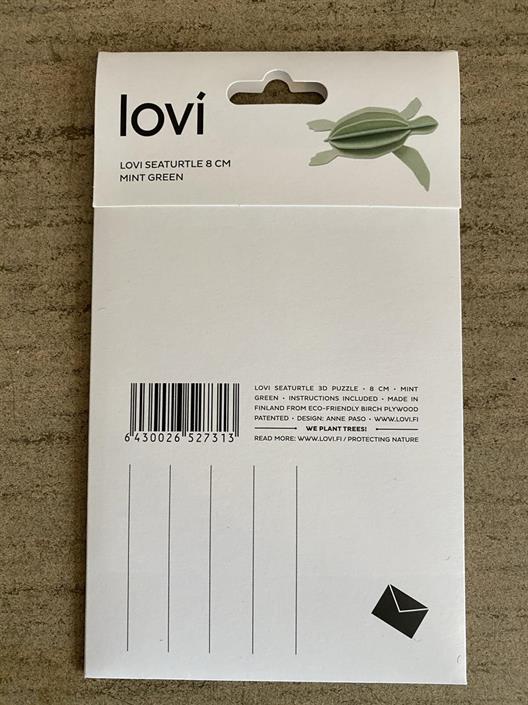 lovi
LOVI SEATURTLE 8 CM
MINT GREEN
LOVI SEATURTLE 3D PUZZLE • 8 CM • MINT
GREEN • INSTRUCTIONS INCLUDED • MADE IN
FINLAND FROM ECO-FRIENDLY BIRCH PLYWOOD
PATENTED • DESIGN: ANNE PASO • WWW.LOVI.FI
WE PLANT TREES!
READ MORE: WWW.LOVI.FI / PROTECTING NATURE
6 430026 527313